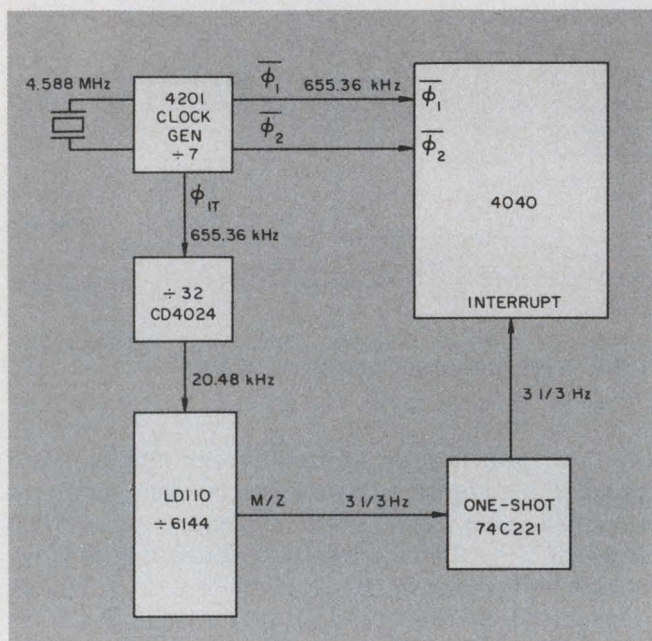 4.588 MHz
4201
CLOCK
GEN
÷ 7
ϕ̅₁ 655.36 kHz
ϕ̅₁
ϕ̅₂
ϕ̅₂
4040
INTERRUPT
ϕ1T
655.36 kHz
÷ 32
CD4024
20.48 kHz
LD110
÷6144
M/Z 3 1/3 Hz
ONE-SHOT
74C221
3 1/3 Hz